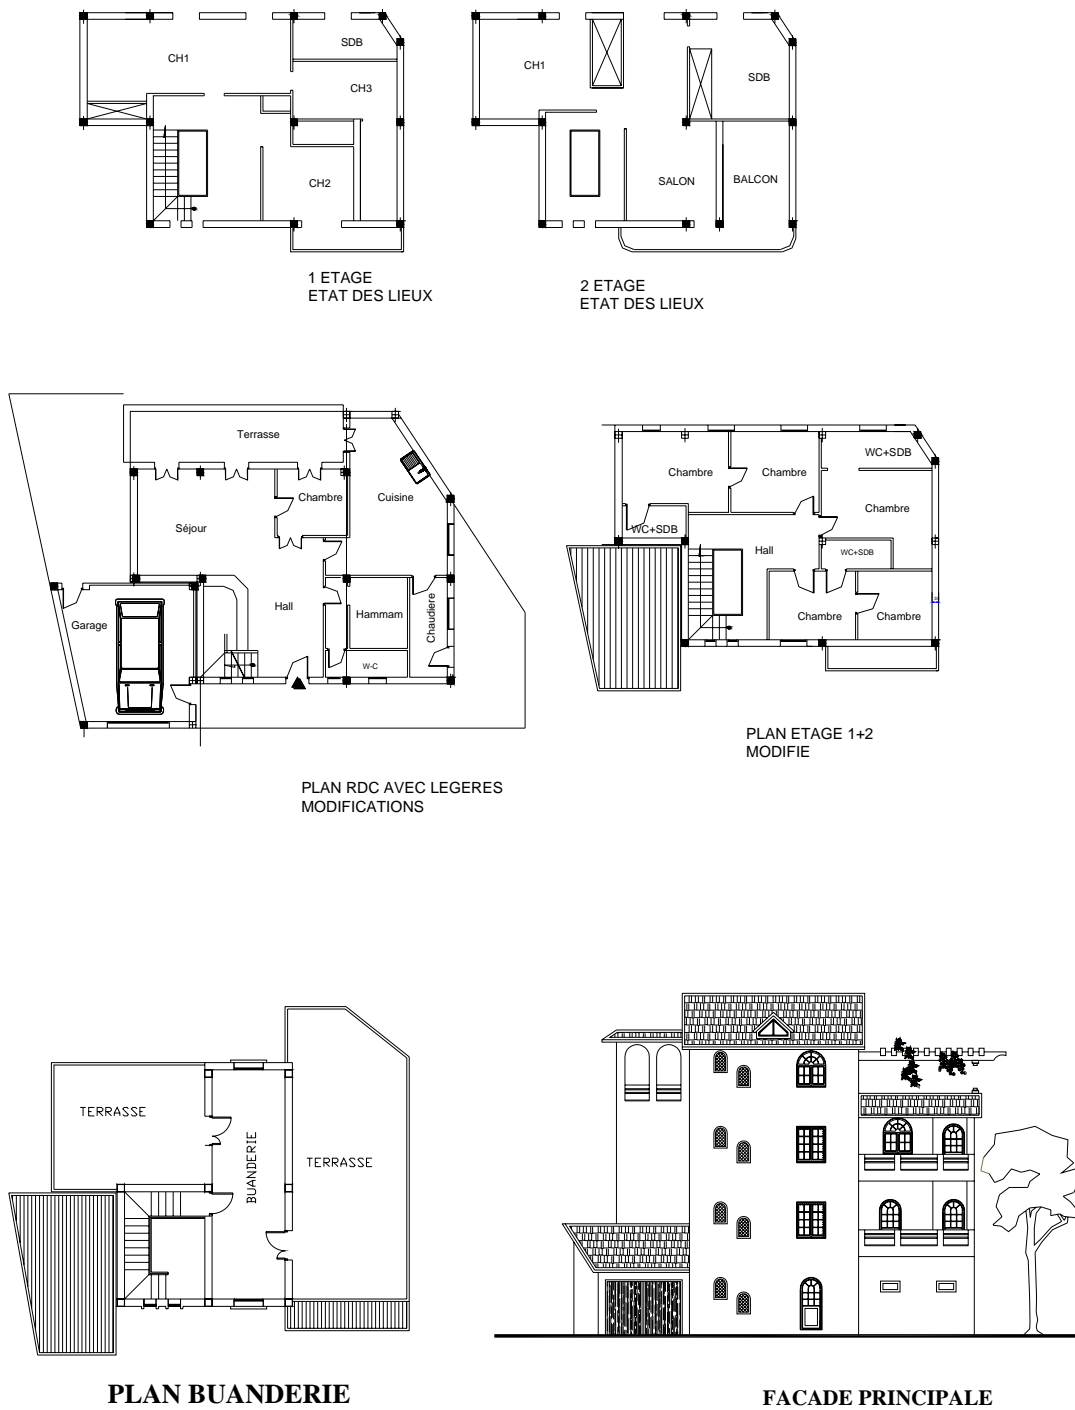 SDB
CH1
CH3
CH2
1 ETAGE
ETAT DES LIEUX
CH1
SDB
SALON
BALCON
2 ETAGE
ETAT DES LIEUX
Terrasse
Chambre
Cuisine
Séjour
Hall
Garage
Hammam
Chaudiere
W-C
PLAN RDC AVEC LEGERES
MODIFICATIONS
WC+SDB
Chambre
Chambre
Chambre
WC+SDB
Hall
WC+SDB
Chambre
Chambre
PLAN ETAGE 1+2
MODIFIE
TERRASSE
BUANDERIE
TERRASSE
PLAN BUANDERIE
FACADE PRINCIPALE